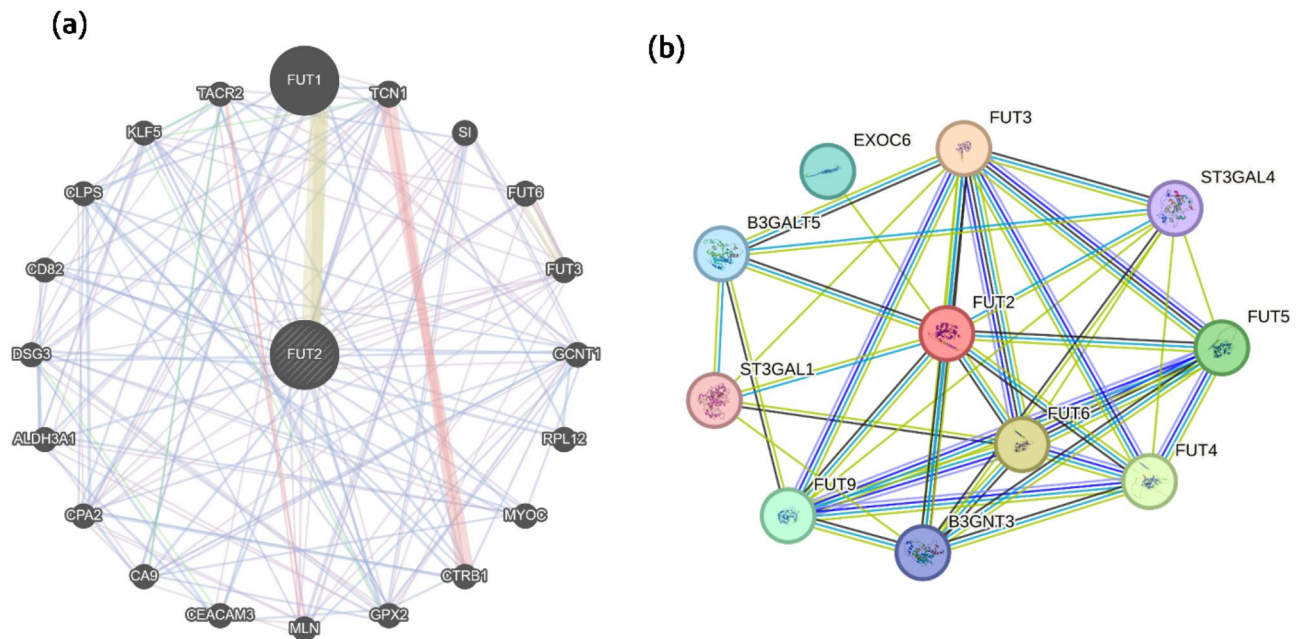 (a)
FUT1
TACR2
TCN1
KLF5
SI
CLPS
FUT6
CD82
FUT3
DSG3
FUT2
GCNT1
ALDH3A1
RPL12
CPA2
MYOC
CA9
CTRB1
CEACAM3
GPX2
MLN
(b)
FUT3
EXOC6
ST3GAL4
B3GALT5
FUT2
FUT5
ST3GAL1
FUT6
FUT4
FUT9
B3GNT3